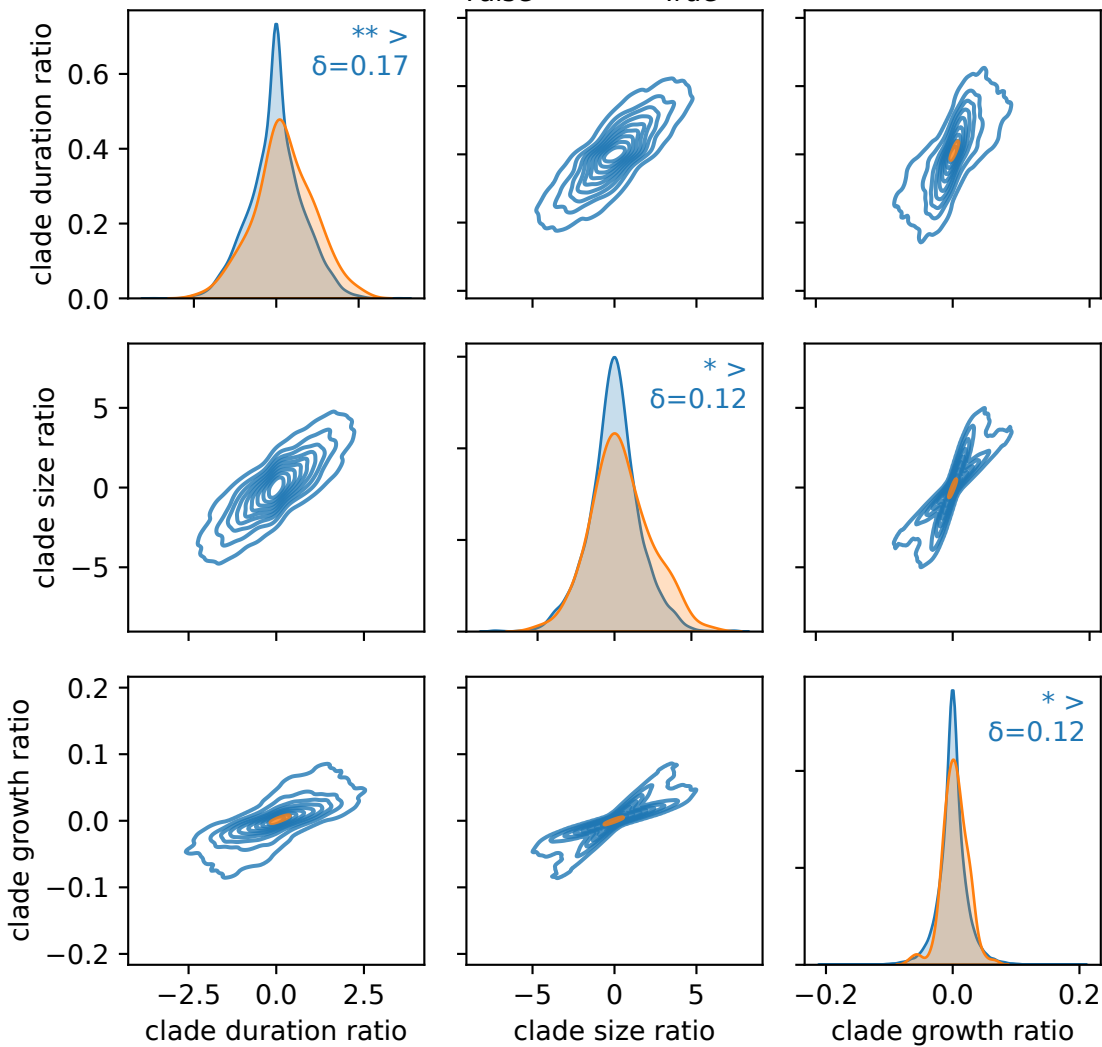 clade duration ratio
0.6
0.4
0.2
0.0
** >
δ=0.17
clade size ratio
5
0
−5
* >
δ=0.12
clade growth ratio
0.2
0.1
0.0
−0.1
−0.2
* >
δ=0.12
−2.5 0.0 2.5
−5 0 5
−0.2 0.0 0.2
clade duration ratio
clade size ratio
clade growth ratio